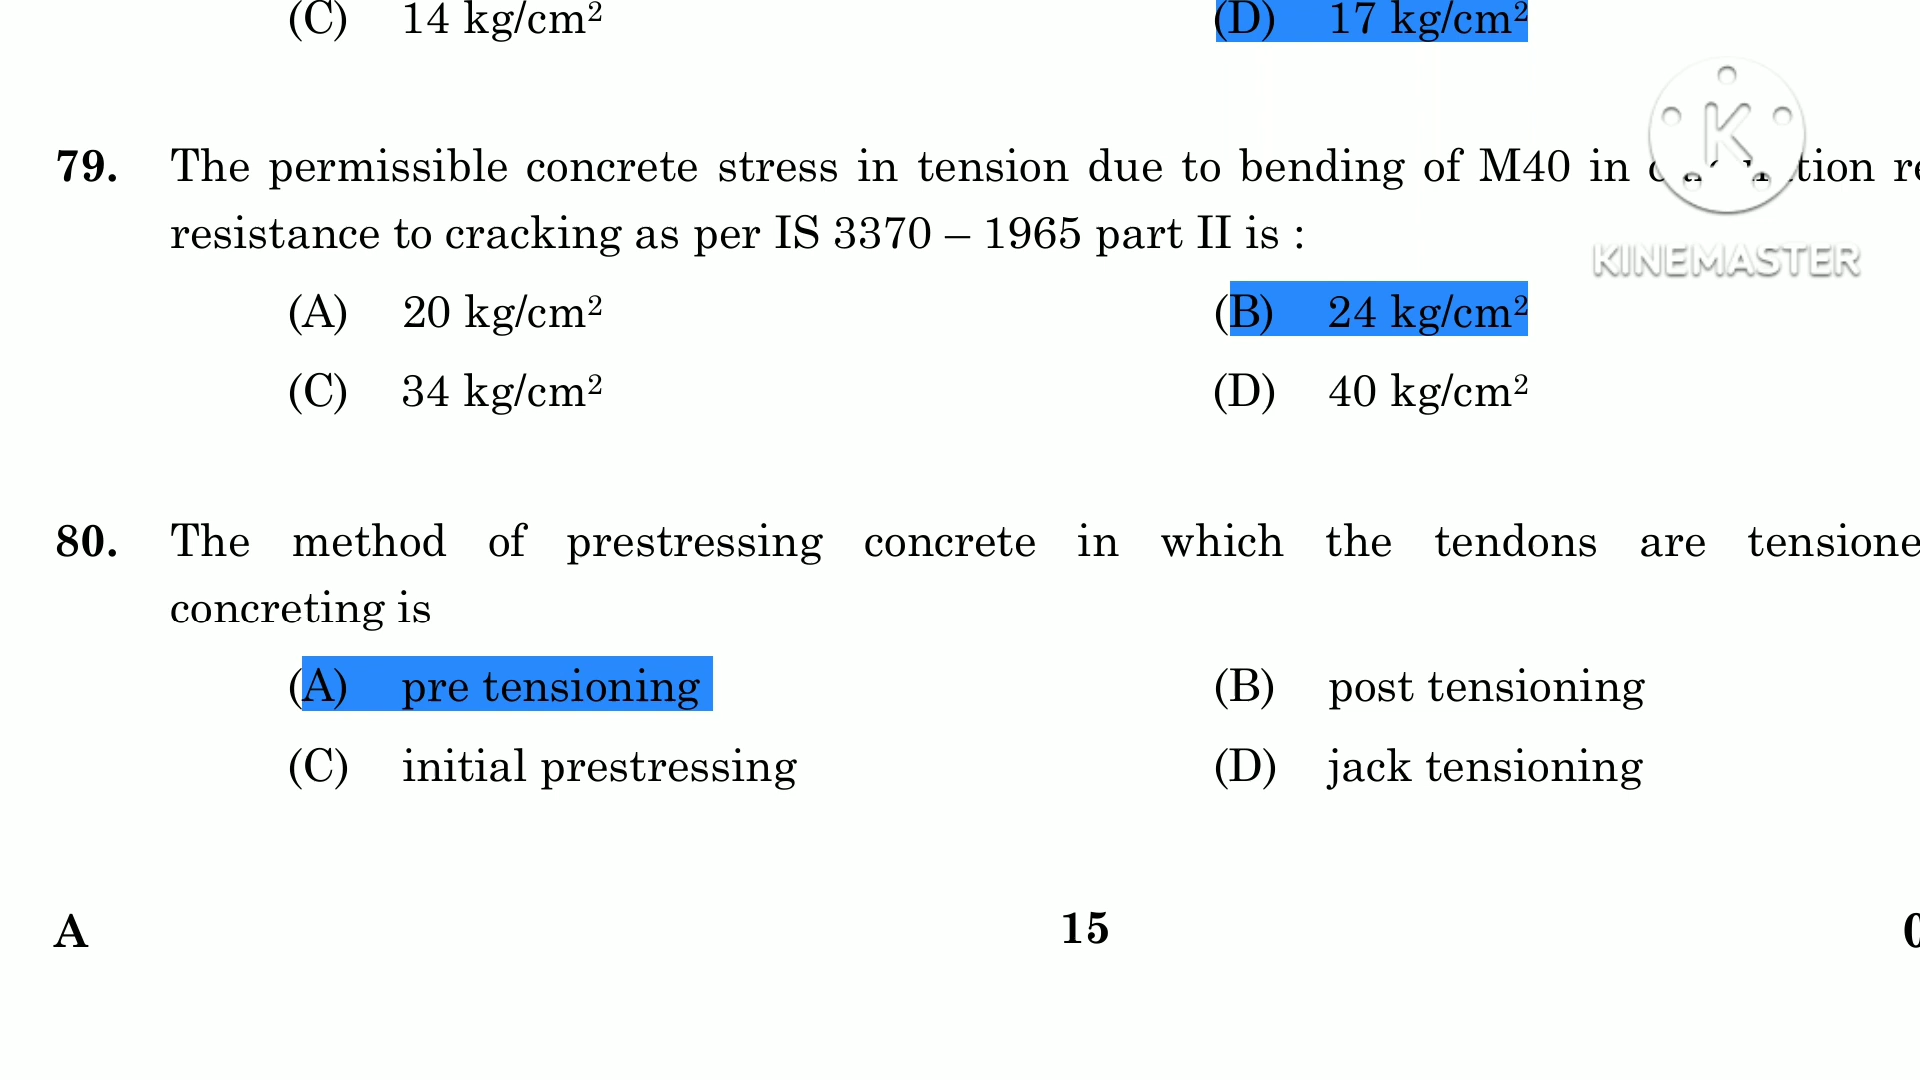 (C) 14 kg/cm² (D) 17 kg/cm²
79. The permissible concrete stress in tension due to bending of M40 in
resistance to cracking as per IS 3370 – 1965 part II is :
KINEMASTER
(A) 20 kg/cm² (B) 24 kg/cm²
(C) 34 kg/cm² (D) 40 kg/cm²
80. The method of prestressing concrete in which the tendons are tensione
concreting is
(A) pre tensioning (B) post tensioning
(C) initial prestressing (D) jack tensioning
A 15